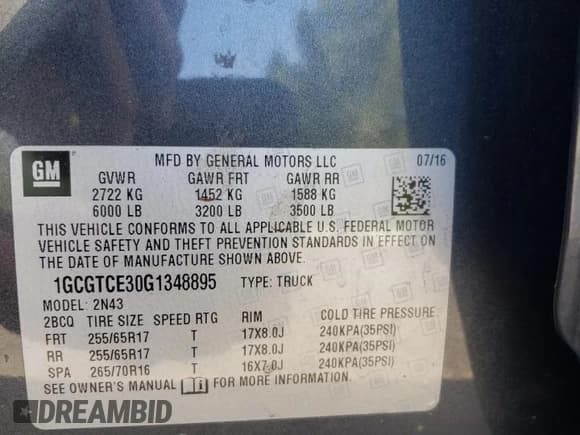 GM
MFD BY GENERAL MOTORS LLC 07/16
GVWR GAWR FRT GAWR RR
2722 KG 1452 KG 1588 KG
6000 LB 3200 LB 3500 LB
THIS VEHICLE CONFORMS TO ALL APPLICABLE U.S. FEDERAL MOTOR
VEHICLE SAFETY AND THEFT PREVENTION STANDARDS IN EFFECT ON
THE DATE OF MANUFACTURE SHOWN ABOVE.
1GCGTCE30G1348895 TYPE: TRUCK
MODEL: 2N43
2BCQ TIRE SIZE SPEED RTG RIM COLD TIRE PRESSURE
FRT 255/65R17 T 17X8.0J 240KPA(35PSI)
RR 255/65R17 T 17X8.0J 240KPA(35PSI)
SPA 265/70R16 T 16X7.0J 240KPA(35PSI)
SEE OWNER'S MANUAL FOR MORE INFORMATION.
DREAMBID